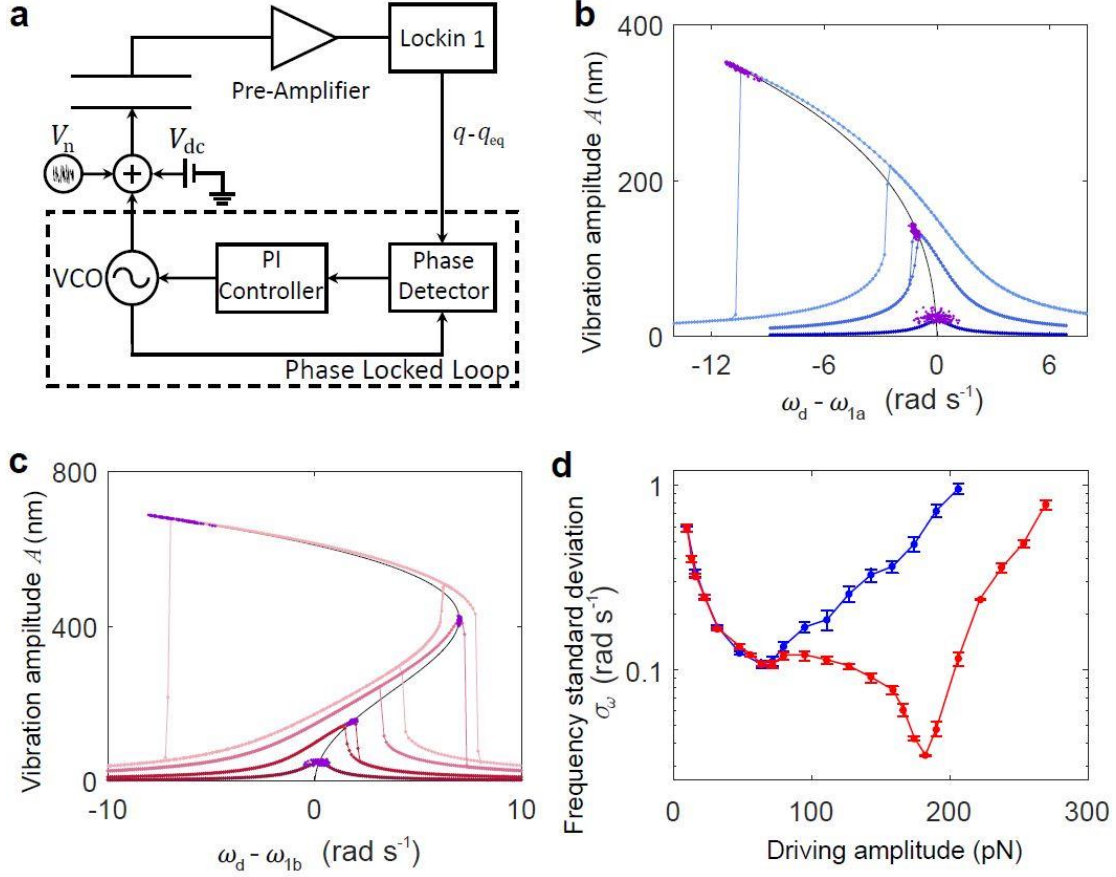 a
Lockin 1
Pre-Amplifier
q - q_eq
V_n
V_dc
+
VCO
PI
Controller
Phase
Detector
Phase Locked Loop
b
Vibration ampiltude A (nm)
400
200
0
-12
-6
0
6
ω_d - ω_1a (rad s⁻¹)
c
Vibration ampiltude A (nm)
800
400
0
-10
0
10
ω_d - ω_1b (rad s⁻¹)
d
Frequency standard deviation
σ_ω (rad s⁻¹)
1
0.1
0
100
200
300
Driving amplitude (pN)